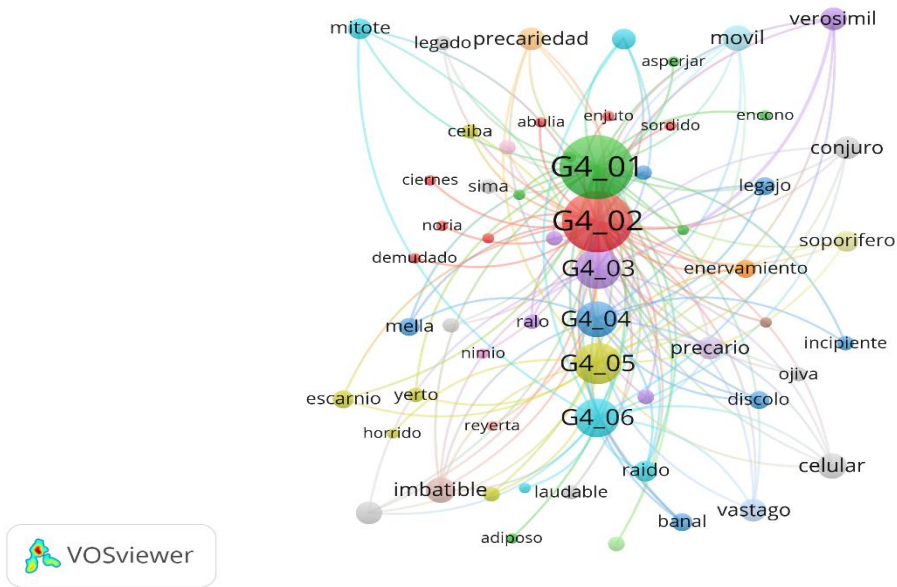 verosimil
mitote
precariedad
movil
legado
asperjar
enjuto
encono
abulia
sordido
ceiba
conjuro
G4_01
ciernes
sima
legajo
G4_02
noria
soporifero
demudado
G4_03
enervamiento
ralo
G4_04
mella
incipiente
precario
nimio
G4_05
ojiva
yerto
escarnio
discolo
G4_06
reyerta
horrido
celular
raido
imbatible
laudable
vastago
banal
adiposo
VOSviewer